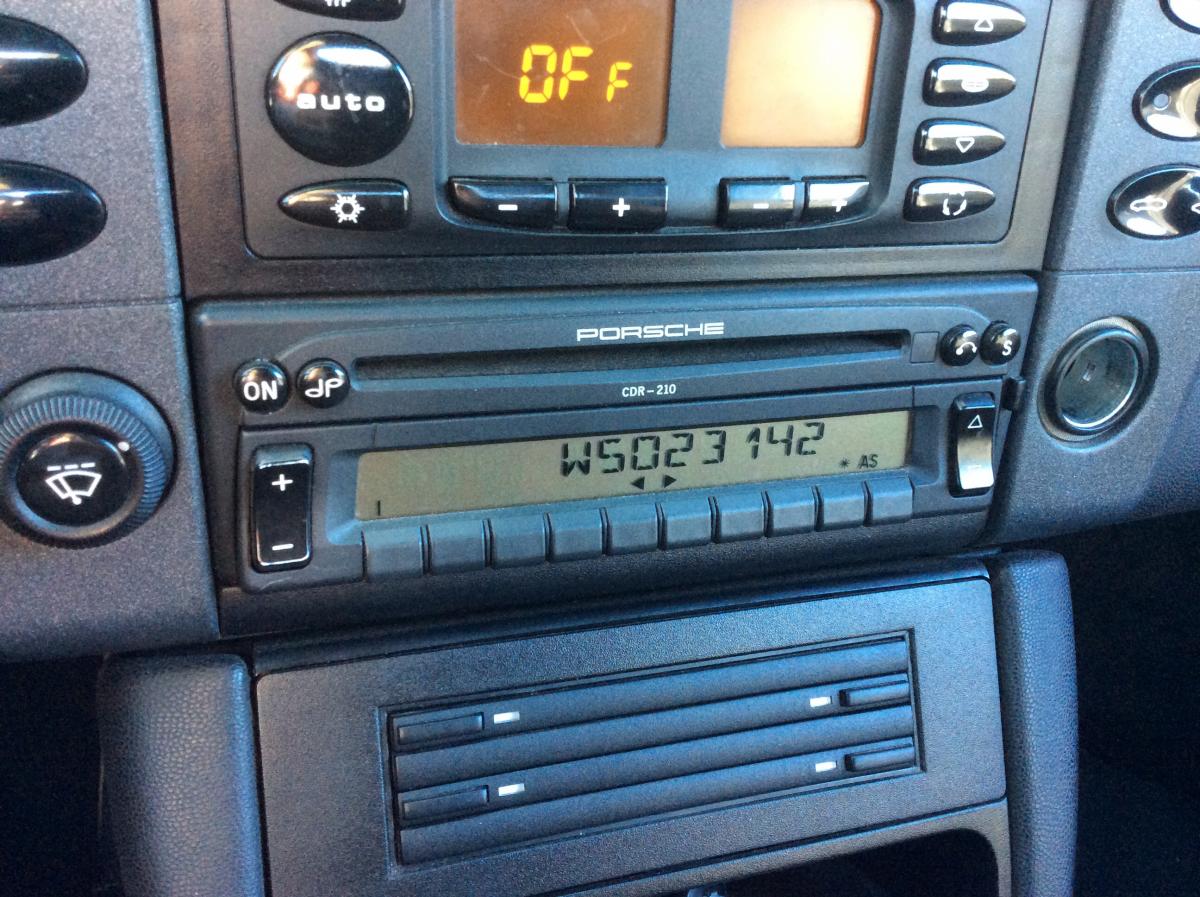 OFF
auto
- + - +
PORSCHE
ON
S
CDR-210
W5023142
+
* AS
-